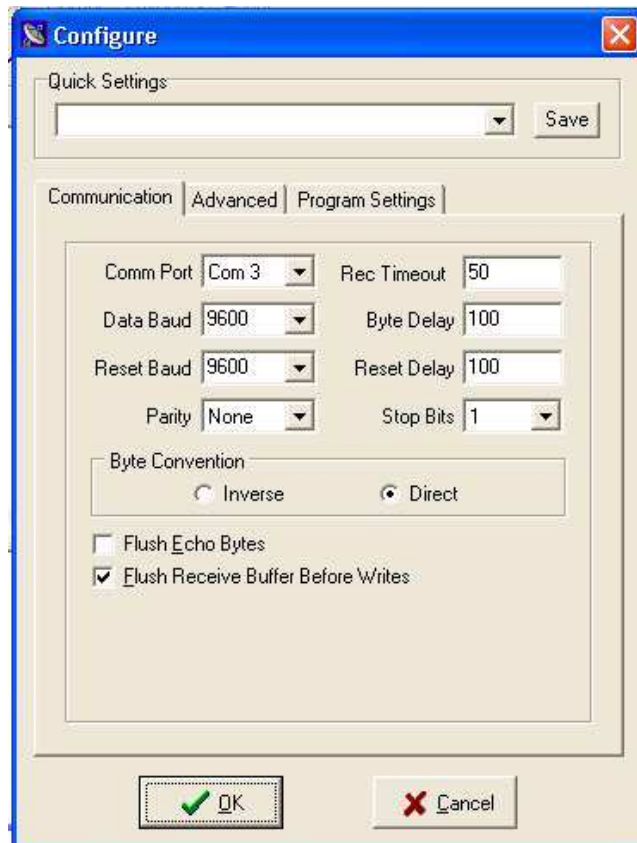 Configure
Quick Settings
Save
Communication Advanced Program Settings
Comm Port Com 3 Rec Timeout 50
Data Baud 9600 Byte Delay 100
Reset Baud 9600 Reset Delay 100
Parity None Stop Bits 1
Byte Convention
Inverse Direct
Flush Echo Bytes
Flush Receive Buffer Before Writes
OK Cancel